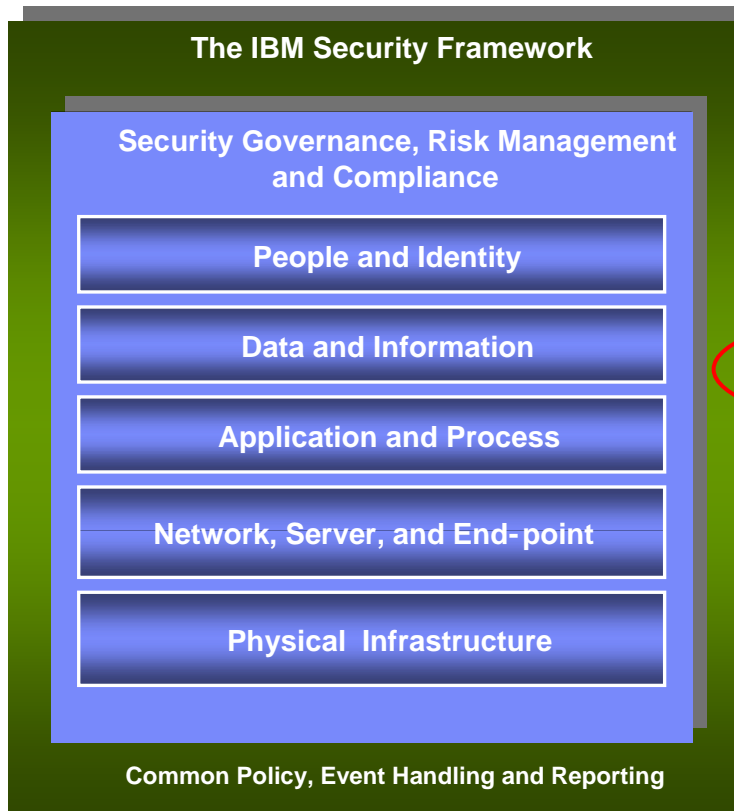 The IBM Security Framework
Security Governance, Risk Management
and Compliance
People and Identity
Data and Information
Application and Process
Network, Server, and End-point
Physical Infrastructure
Common Policy, Event Handling and Reporting